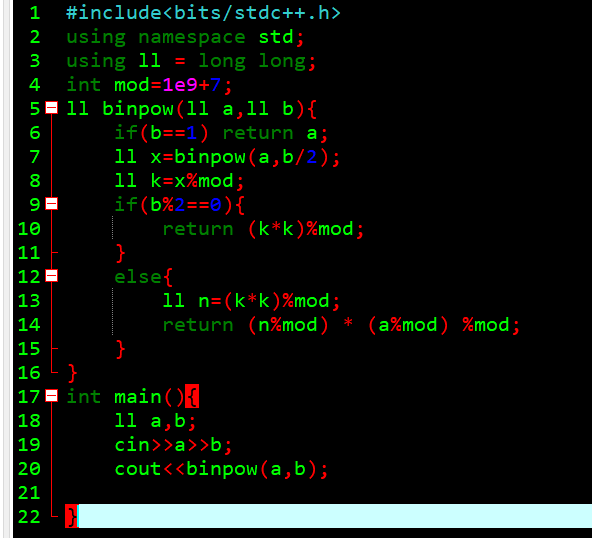 1 #include<bits/stdc++.h>
2 using namespace std;
3 using ll = long long;
4 int mod=1e9+7;
5 ll binpow(ll a,ll b){
6     if(b==1) return a;
7     ll x=binpow(a,b/2);
8     ll k=x%mod;
9     if(b%2==0){
10         return (k*k)%mod;
11     }
12     else{
13         ll n=(k*k)%mod;
14         return (n%mod) * (a%mod) %mod;
15     }
16 }
17 int main(){
18     ll a,b;
19     cin>>a>>b;
20     cout<<binpow(a,b);
21
22 }